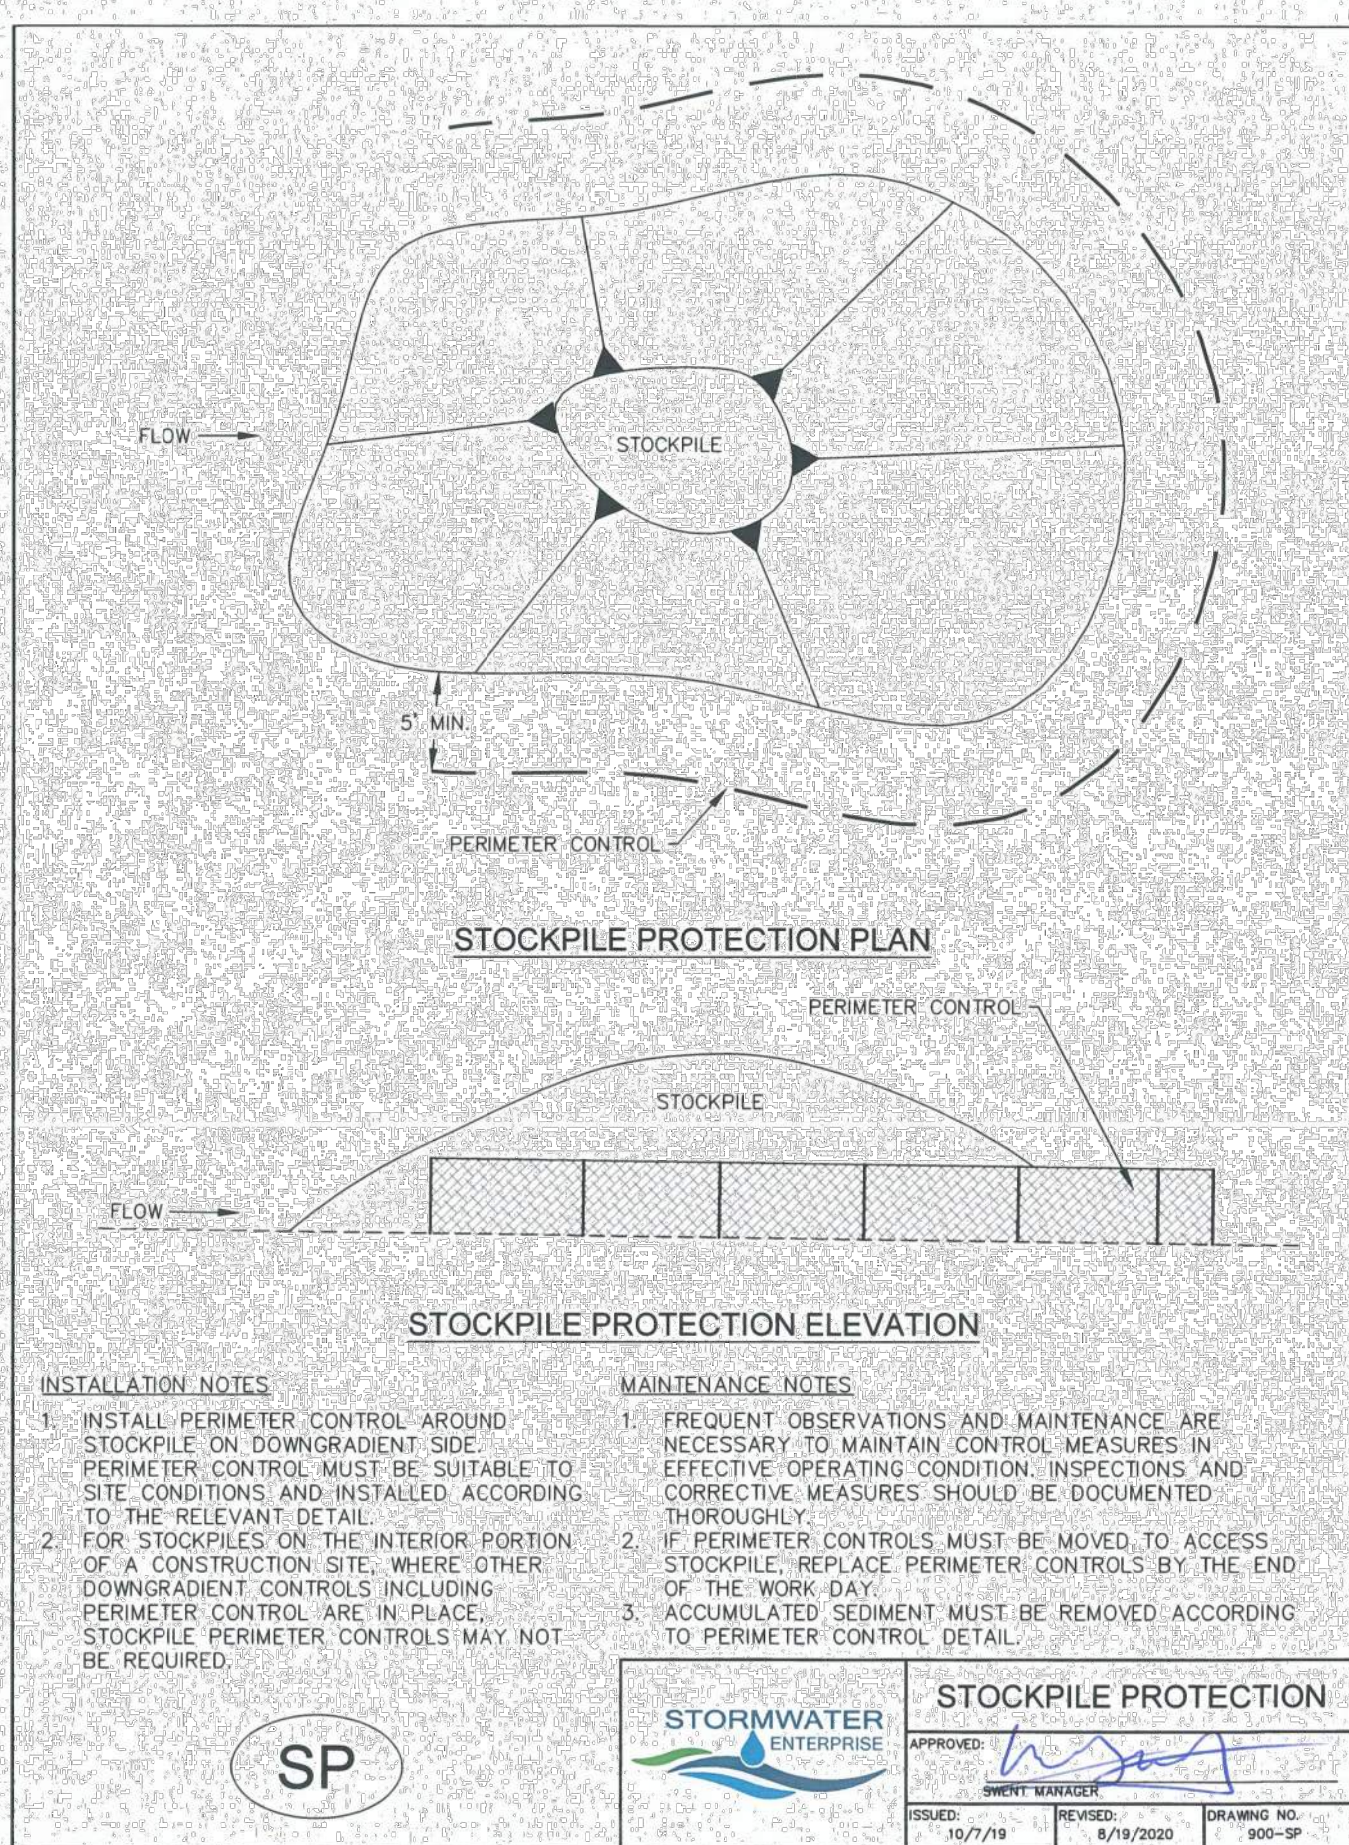 FLOW
STOCKPILE
5' MIN.
PERIMETER CONTROL
STOCKPILE PROTECTION PLAN
PERIMETER CONTROL
STOCKPILE
FLOW
STOCKPILE PROTECTION ELEVATION
INSTALLATION NOTES
1. INSTALL PERIMETER CONTROL AROUND
STOCKPILE ON DOWNGRADIENT SIDE.
PERIMETER CONTROL MUST BE SUITABLE TO
SITE CONDITIONS AND INSTALLED ACCORDING
TO THE RELEVANT DETAIL.
2. FOR STOCKPILES ON THE INTERIOR PORTION
OF A CONSTRUCTION SITE, WHERE OTHER
DOWNGRADIENT CONTROLS INCLUDING
PERIMETER CONTROL ARE IN PLACE,
STOCKPILE PERIMETER CONTROLS MAY NOT
BE REQUIRED.
MAINTENANCE NOTES
1. FREQUENT OBSERVATIONS AND MAINTENANCE ARE
NECESSARY TO MAINTAIN CONTROL MEASURES IN
EFFECTIVE OPERATING CONDITION. INSPECTIONS AND
CORRECTIVE MEASURES SHOULD BE DOCUMENTED
THOROUGHLY.
2. IF PERIMETER CONTROLS MUST BE MOVED TO ACCESS
STOCKPILE, REPLACE PERIMETER CONTROLS BY THE END
OF THE WORK DAY.
3. ACCUMULATED SEDIMENT MUST BE REMOVED ACCORDING
TO PERIMETER CONTROL DETAIL.
SP
STORMWATER
ENTERPRISE
STOCKPILE PROTECTION
APPROVED:
SWENT MANAGER
ISSUED:
10/7/19
REVISED:
8/19/2020
DRAWING NO.
900-SP